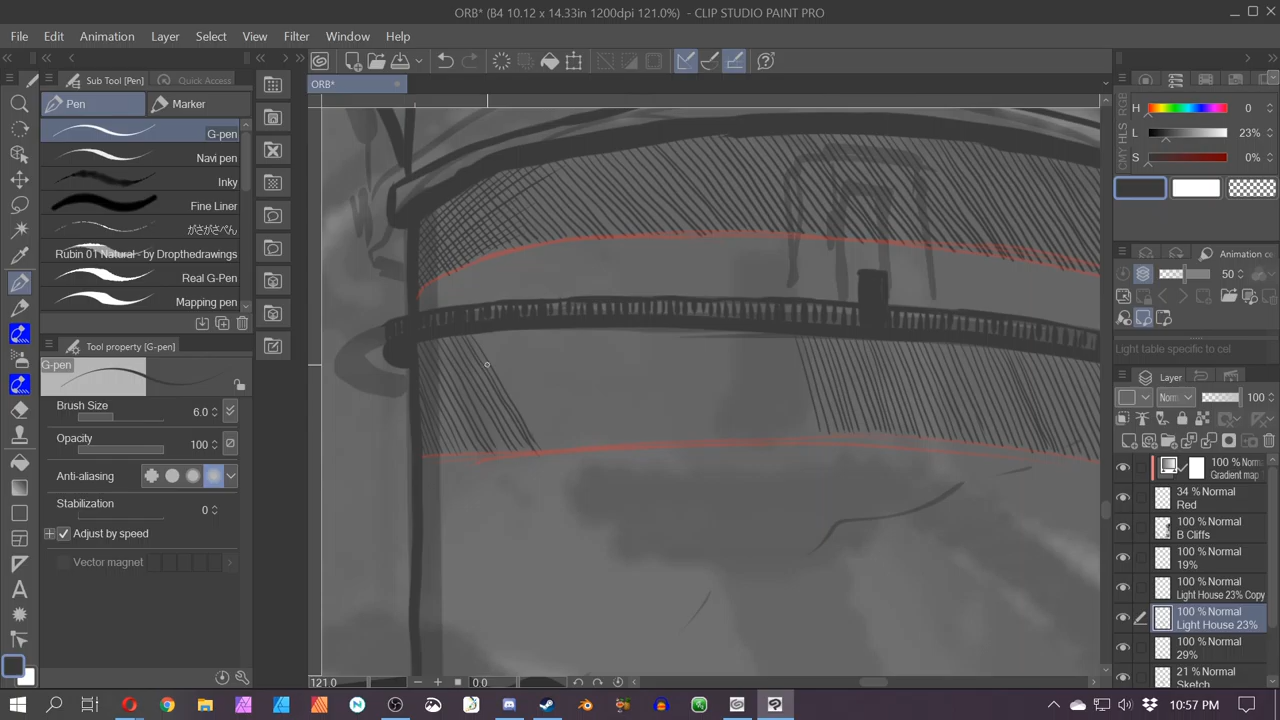 ORB* (B4 10.12 x 14.33in 1200dpi 121.0%) - CLIP STUDIO PAINT PRO
File Edit Animation Layer Select View Filter Window Help
Sub Tool [Pen] Quick Access
ORB*
Pen Marker
G-pen
Navi pen
Inky
Fine Liner
がさがさぺん
Rubin 01 Natural - by Dropthedrawings
Real G-Pen
Mapping pen
Tool property [G-pen]
G-pen
Brush Size 6.0
Opacity 100
Anti-aliasing
Stabilization 0
Adjust by speed
Vector magnet
121.0 0.0
RGB
HLS
CMY
H 0
L 23%
S 0%
Animation ce
50
Light table specific to cel
Layer
Norm 100
100 % Norm
Gradient map
34 % Normal
Red
100 % Normal
B Cliffs
100 % Normal
19%
100 % Normal
Light House 23% Copy
100 % Normal
Light House 23%
100 % Normal
29%
21 % Normal
Sketch
10:57 PM